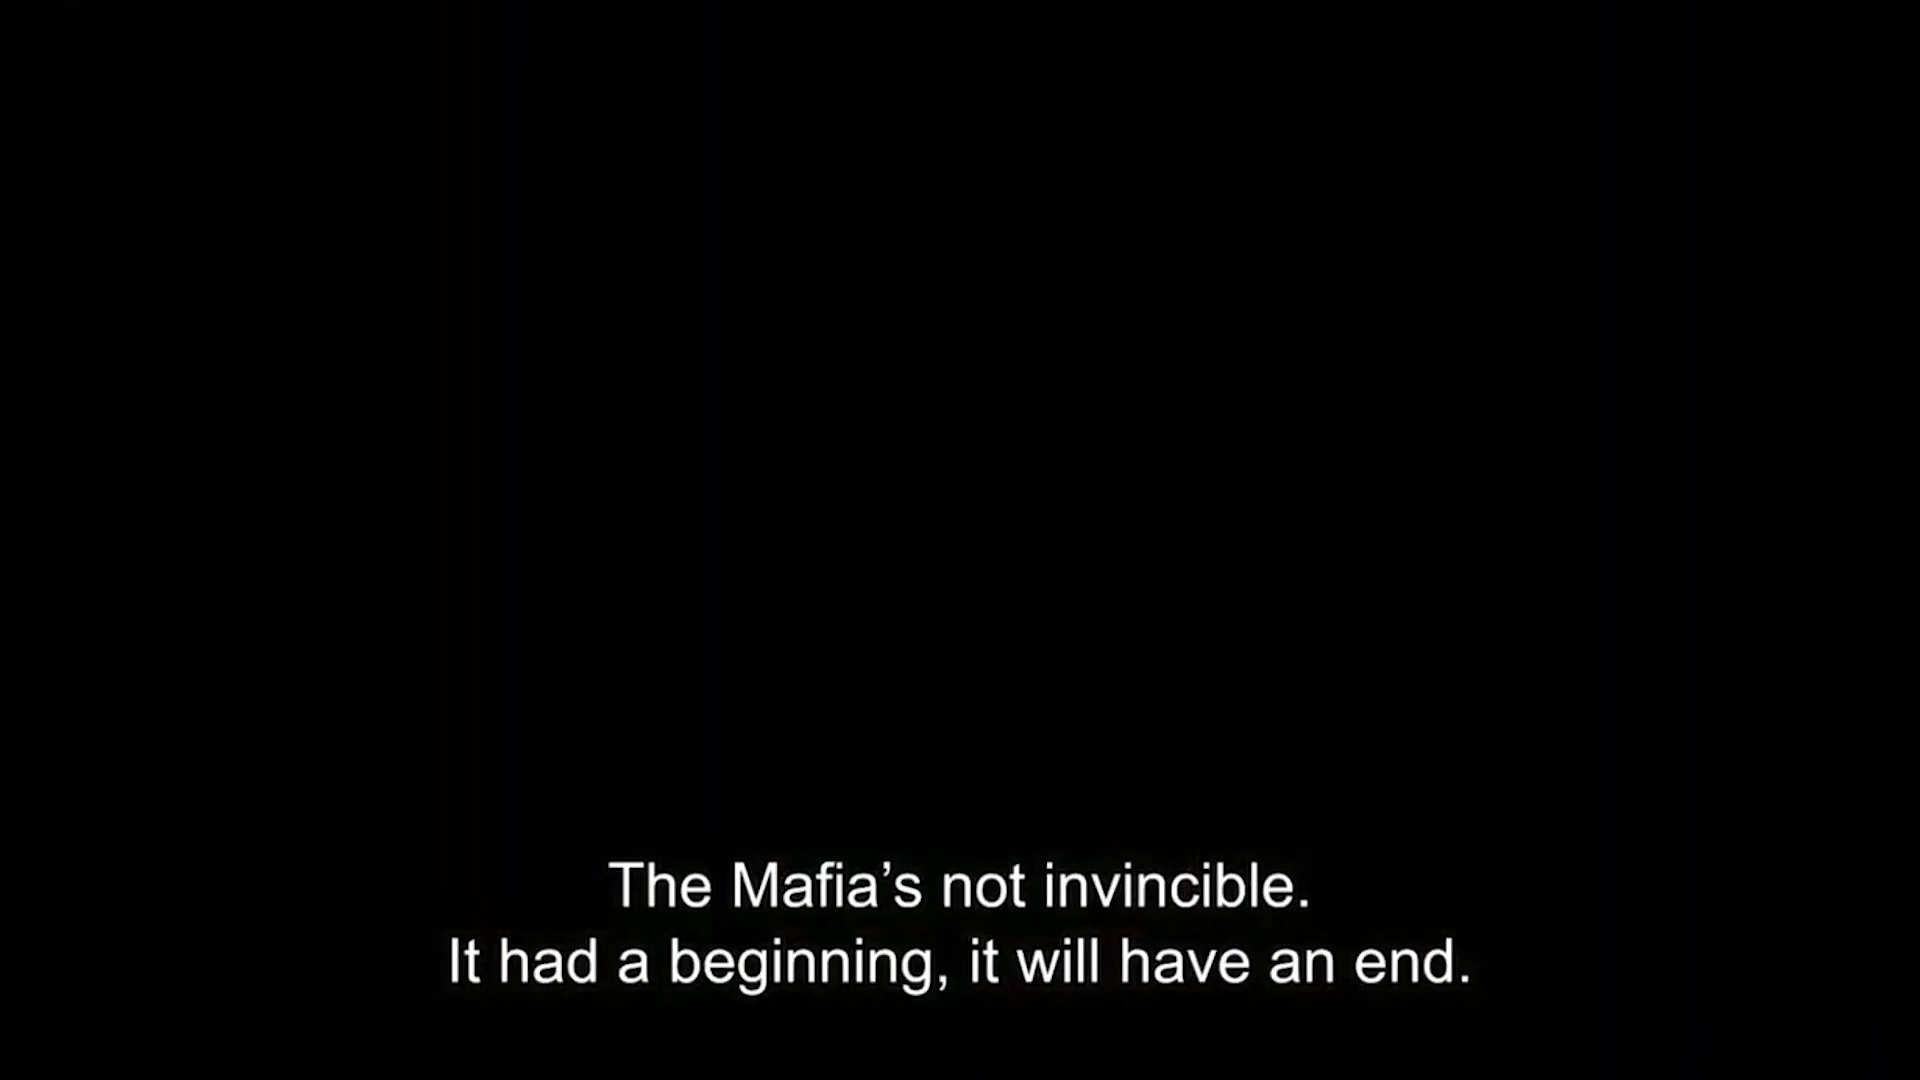 The Mafia’s not invincible.
It had a beginning, it will have an end.